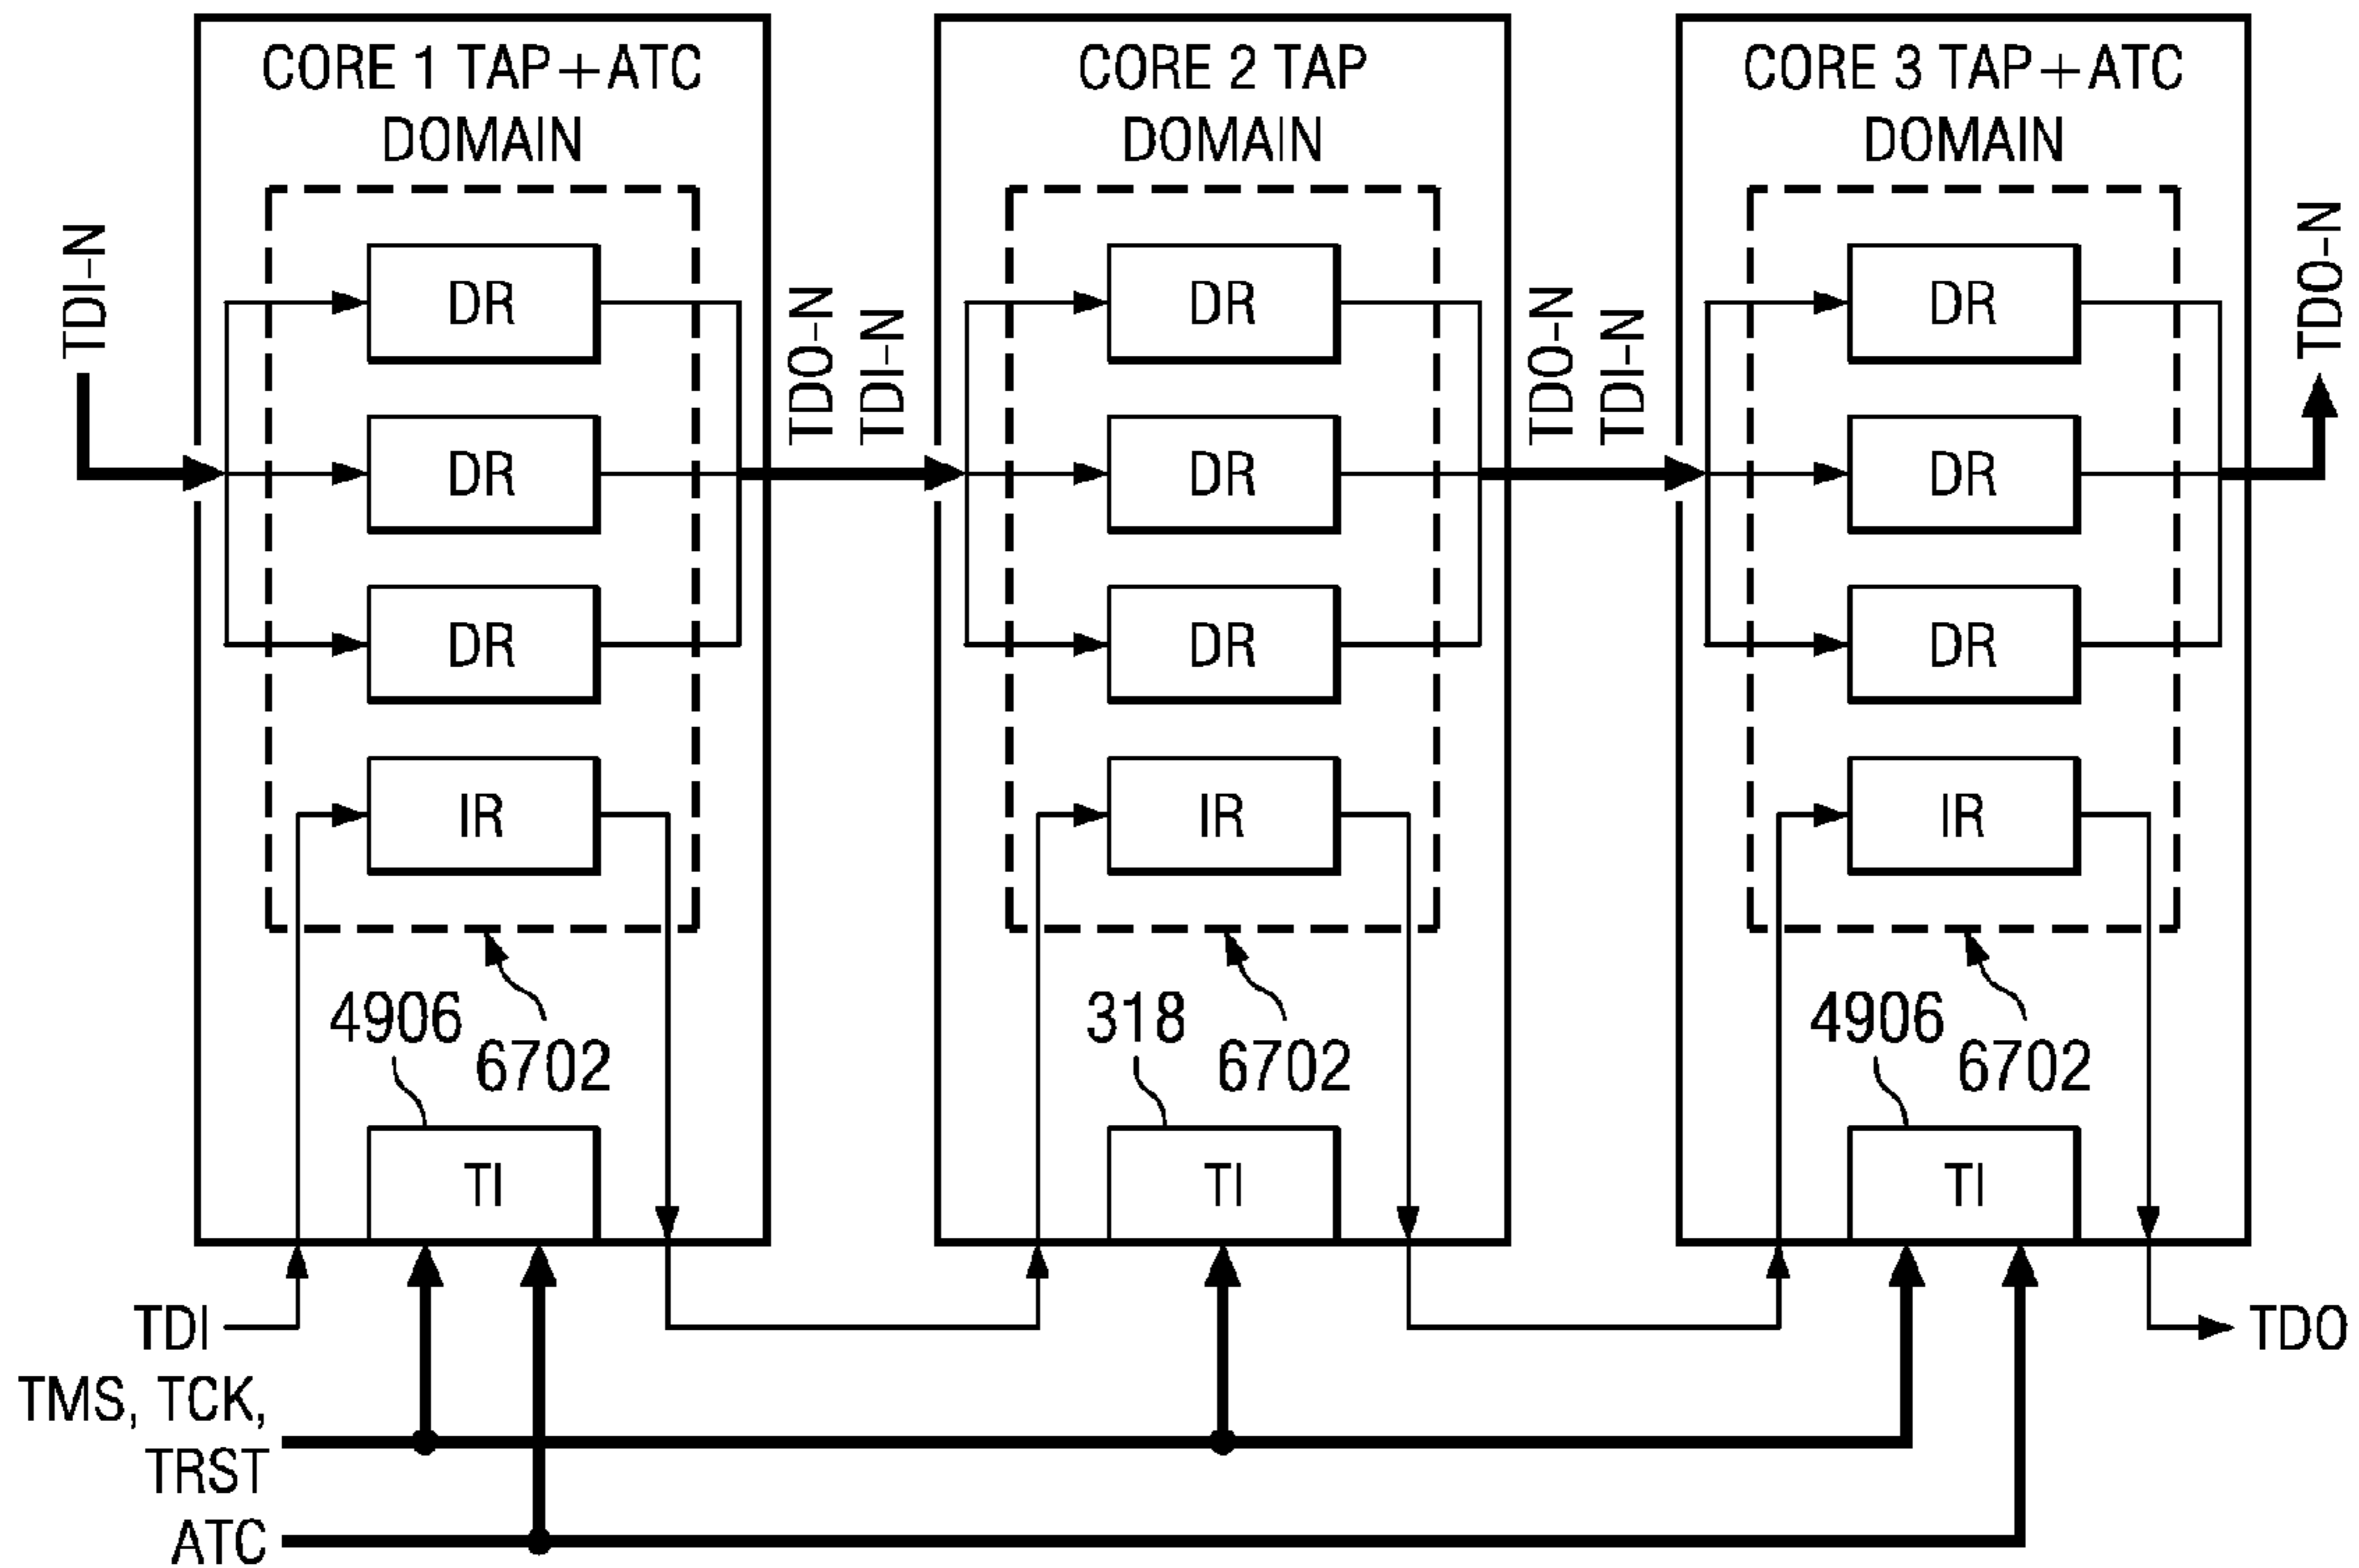 CORE 1 TAP+ATC
DOMAIN
CORE 2 TAP
DOMAIN
CORE 3 TAP+ATC
DOMAIN
TDI-N
DR
DR
DR
IR
TDO-N
TDI-N
DR
DR
DR
IR
TDO-N
TDI-N
DR
DR
DR
IR
TDO-N
4906
6702
318
6702
4906
6702
TI
TI
TI
TDI
TDO
TMS, TCK,
TRST
ATC